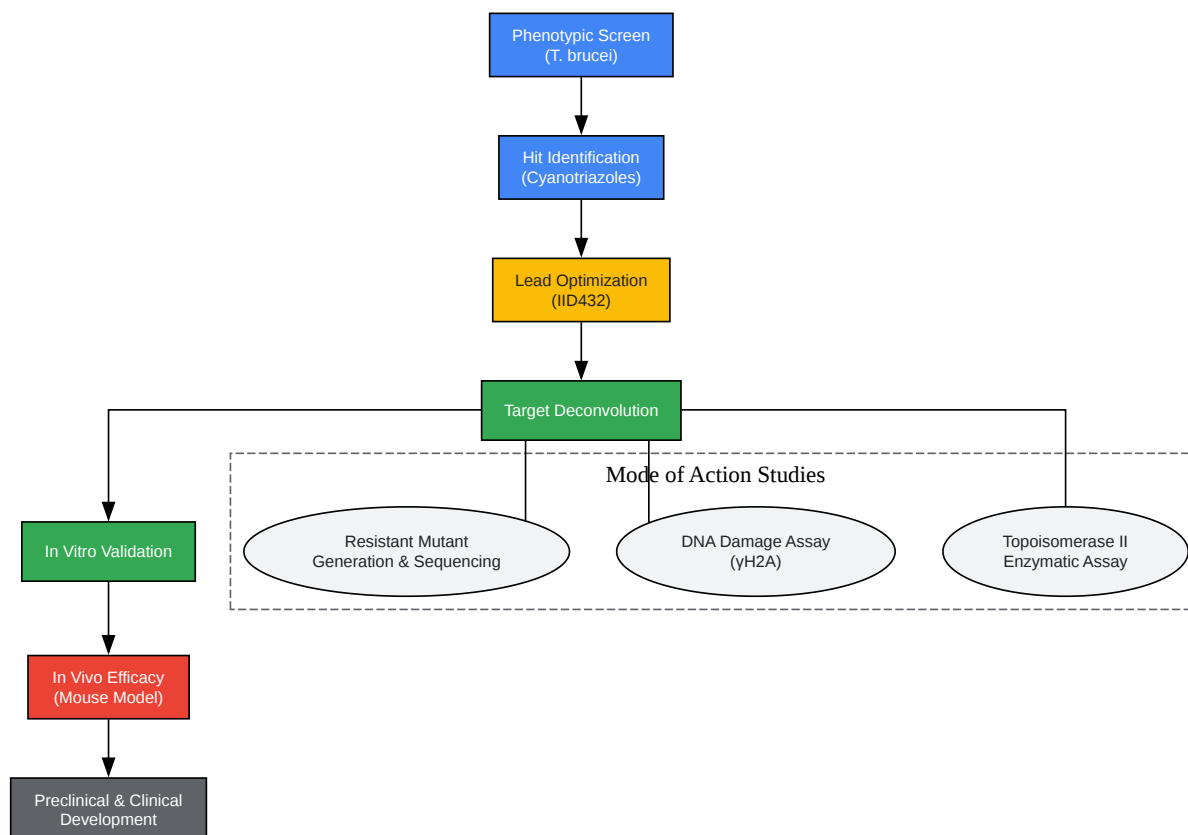 Phenotypic Screen
(T. brucei)
Hit Identification
(Cyanotriazoles)
Lead Optimization
(IID432)
Target Deconvolution
Mode of Action Studies
In Vitro Validation
Resistant Mutant
Generation & Sequencing
DNA Damage Assay
(γH2A)
Topoisomerase II
Enzymatic Assay
In Vivo Efficacy
(Mouse Model)
Preclinical & Clinical
Development